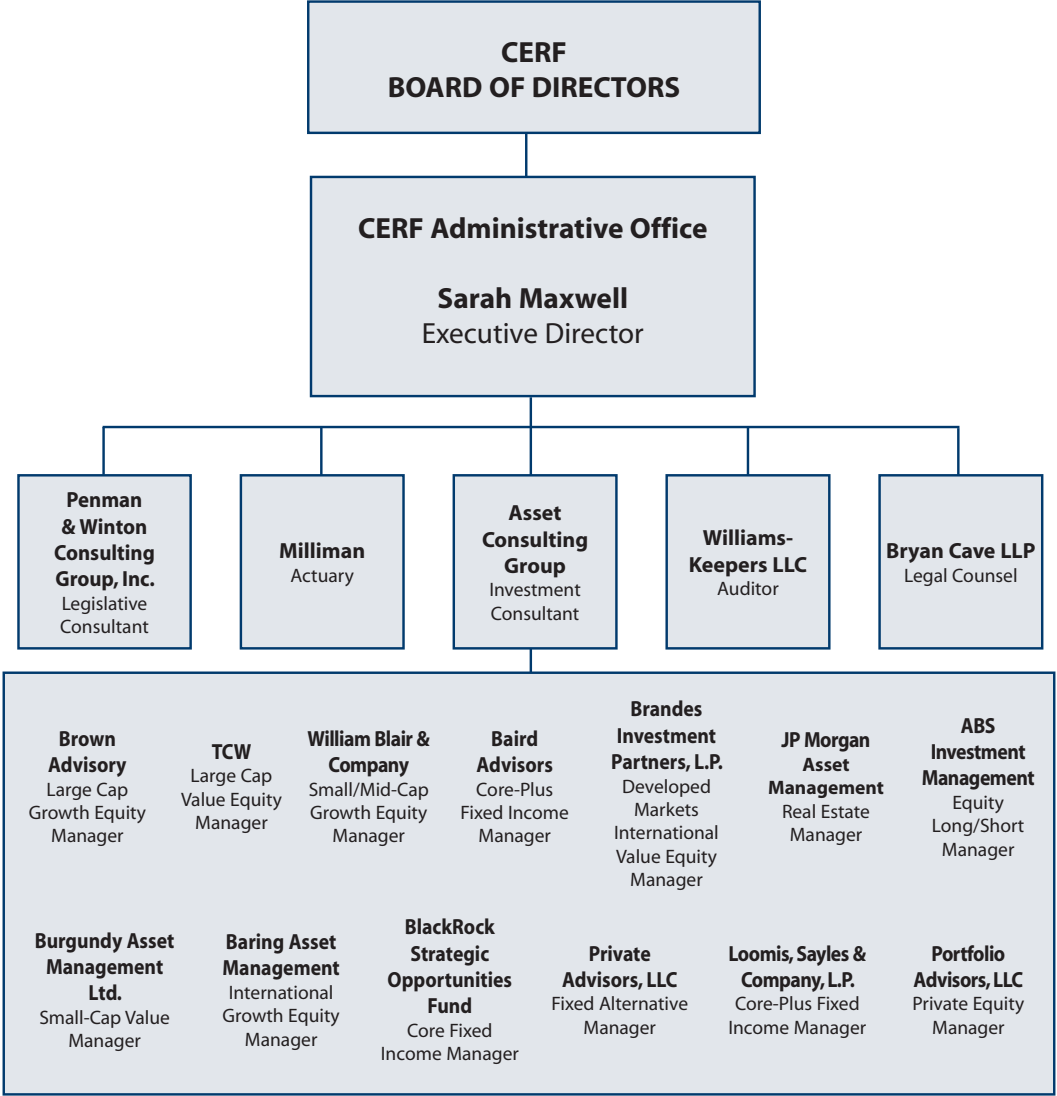 CERF
BOARD OF DIRECTORS
CERF Administrative Office
Sarah Maxwell
Executive Director
Penman
& Winton
Consulting
Group, Inc.
Legislative
Consultant
Milliman
Actuary
Asset
Consulting
Group
Investment
Consultant
Williams-
Keepers LLC
Auditor
Bryan Cave LLP
Legal Counsel
Brown
Advisory
Large Cap
Growth Equity
Manager
TCW
Large Cap
Value Equity
Manager
William Blair &
Company
Small/Mid-Cap
Growth Equity
Manager
Baird
Advisors
Core-Plus
Fixed Income
Manager
Brandes
Investment
Partners, L.P.
Developed
Markets
International
Value Equity
Manager
JP Morgan
Asset
Management
Real Estate
Manager
ABS
Investment
Management
Equity
Long/Short
Manager
Burgundy Asset
Management
Ltd.
Small-Cap Value
Manager
Baring Asset
Management
International
Growth Equity
Manager
BlackRock
Strategic
Opportunities
Fund
Core Fixed
Income Manager
Private
Advisors, LLC
Fixed Alternative
Manager
Loomis, Sayles &
Company, L.P.
Core-Plus Fixed
Income Manager
Portfolio
Advisors, LLC
Private Equity
Manager